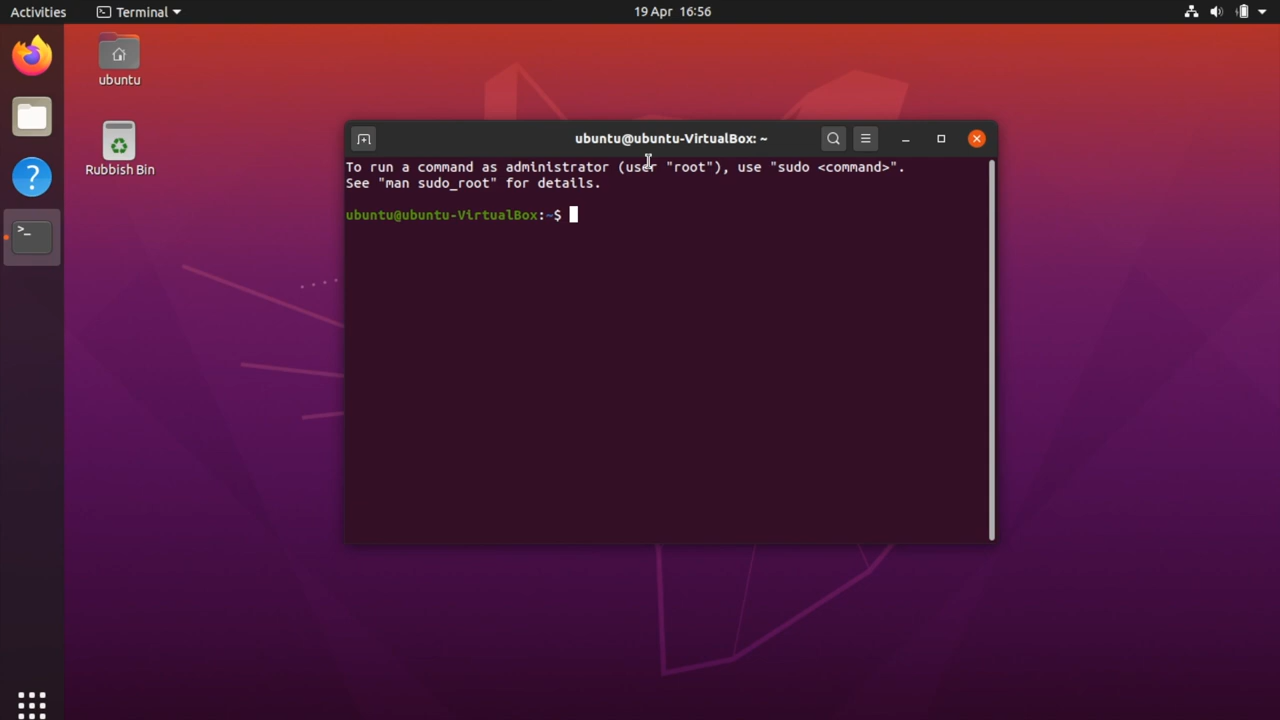 Activities
Terminal
19 Apr 16:56
ubuntu
Rubbish Bin
ubuntu@ubuntu-VirtualBox: ~
To run a command as administrator (user "root"), use "sudo <command>".
See "man sudo_root" for details.
ubuntu@ubuntu-VirtualBox:~$